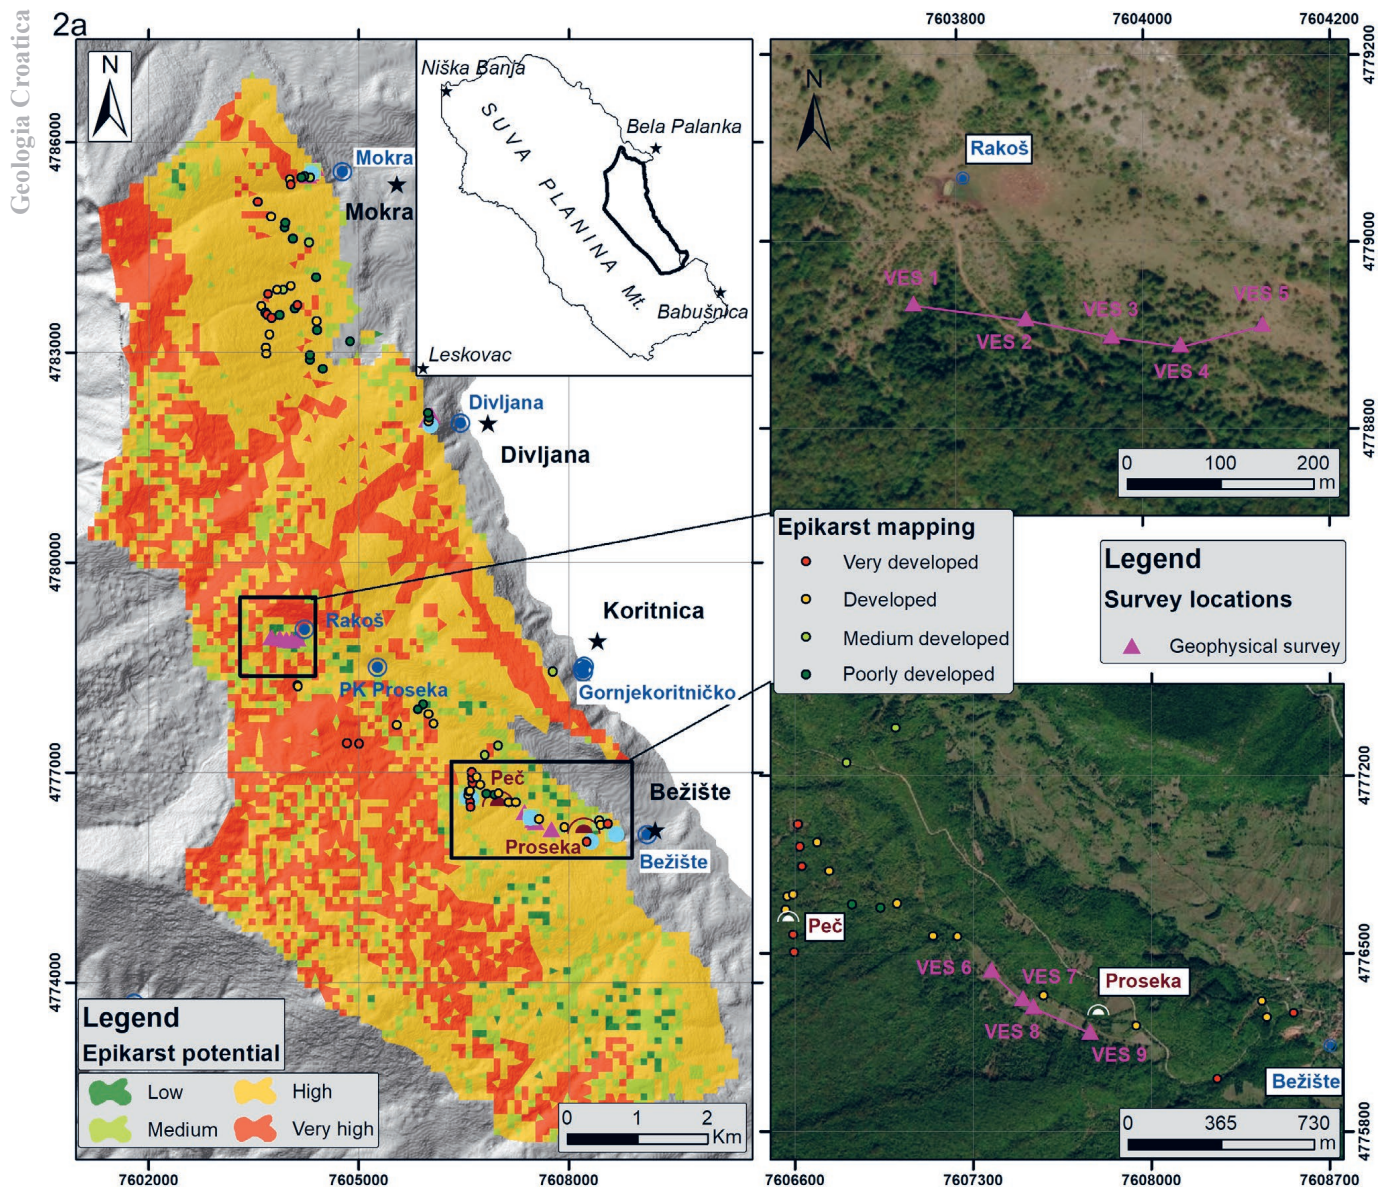 Geologia Croatica
2a
7603800
7604000
7604200
N
4786000
4783000
4780000
4777000
4774000
Mokra
Mokra
Niška Banja
Bela Palanka
SUVA PLANINA Mt.
Babušnica
Leskovac
Divljana
Divljana
Rakoš
PK Proseka
Koritnica
Gornjekoritničko
Peč
Proseka
Bežište
Bežište
Legend
Epikarst potential
Low
High
Medium
Very high
0 1 2
Km
7602000
7605000
7608000
N
Rakoš
VES 1
VES 2
VES 3
VES 4
VES 5
0 100 200
m
4779200
4779000
4778800
Epikarst mapping
Very developed
Developed
Medium developed
Poorly developed
Legend
Survey locations
Geophysical survey
Peč
VES 6
VES 7
Proseka
VES 8
VES 9
Bežište
0 365 730
m
4777200
4776500
4775800
7606600
7607300
7608000
7608700